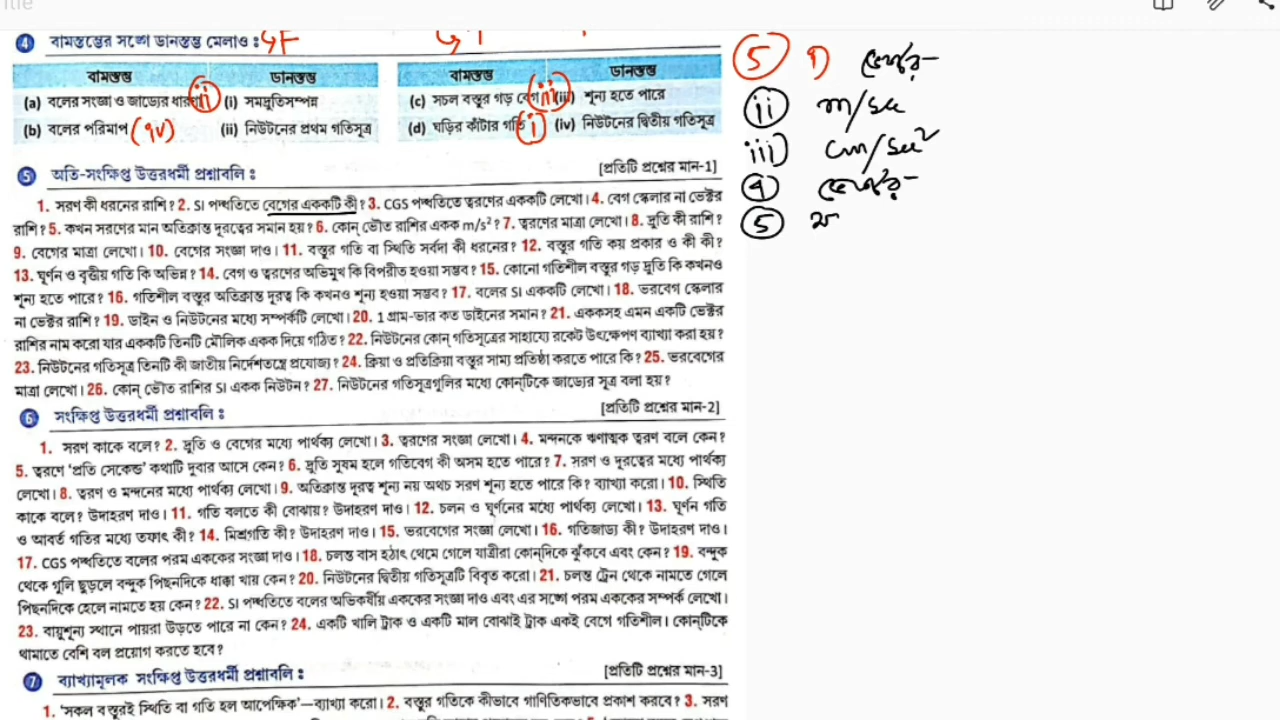 itle
4 বামস্তম্ভের সঙ্গে ডানস্তম্ভ মেলাও :
বামস্তম্ভ ডানস্তম্ভ বামস্তম্ভ ডানস্তম্ভ
(a) বলের সংজ্ঞা ও জাড্যের ধারণা ii (i) সমদ্রুতিসম্পন্ন (c) সচল বস্তুর গড় বেগ iii (iii) শূন্য হতে পারে
(b) বলের পরিমাপ (iv) (ii) নিউটনের প্রথম গতিসূত্র (d) ঘড়ির কাঁটার গতি i (iv) নিউটনের দ্বিতীয় গতিসূত্র
5 অতি-সংক্ষিপ্ত উত্তরধর্মী প্রশ্নাবলি : [প্রতিটি প্রশ্নের মান-1]
1. সরণ কী ধরনের রাশি? 2. SI পদ্ধতিতে বেগের এককটি কী? 3. CGS পদ্ধতিতে ত্বরণের এককটি লেখো। 4. বেগ স্কেলার না ভেক্টর
রাশি? 5. কখন সরণের মান অতিক্রান্ত দূরত্বের সমান হয়? 6. কোন্ ভৌত রাশির একক m/s²? 7. ত্বরণের মাত্রা লেখো। 8. দ্রুতি কী রাশি?
9. বেগের মাত্রা লেখো। 10. বেগের সংজ্ঞা দাও। 11. বস্তুর গতি বা স্থিতি সর্বদা কী ধরনের? 12. বস্তুর গতি কয় প্রকার ও কী কী?
13. ঘূর্ণন ও বৃত্তীয় গতি কি অভিন্ন? 14. বেগ ও ত্বরণের অভিমুখ কি বিপরীত হওয়া সম্ভব? 15. কোনো গতিশীল বস্তুর গড় দ্রুতি কি কখনও
শূন্য হতে পারে? 16. গতিশীল বস্তুর অতিক্রান্ত দূরত্ব কি কখনও শূন্য হওয়া সম্ভব? 17. বলের SI এককটি লেখো। 18. ভরবেগ স্কেলার
না ভেক্টর রাশি? 19. ডাইন ও নিউটনের মধ্যে সম্পর্কটি লেখো। 20. 1 গ্রাম-ভার কত ডাইনের সমান? 21. এককসহ এমন একটি ভেক্টর
রাশির নাম করো যার এককটি তিনটি মৌলিক একক দিয়ে গঠিত? 22. নিউটনের কোন্ গতিসূত্রের সাহায্যে রকেট উৎক্ষেপণ ব্যাখ্যা করা হয়?
23. নিউটনের গতিসূত্র তিনটি কী জাতীয় নির্দেশতন্ত্রে প্রযোজ্য? 24. ক্রিয়া ও প্রতিক্রিয়া বস্তুর সাম্য প্রতিষ্ঠা করতে পারে কি? 25. ভরবেগের
মাত্রা লেখো। 26. কোন্ ভৌত রাশির SI একক নিউটন? 27. নিউটনের গতিসূত্রগুলির মধ্যে কোন্‌টিকে জাড্যের সূত্র বলা হয়?
6 সংক্ষিপ্ত উত্তরধর্মী প্রশ্নাবলি : [প্রতিটি প্রশ্নের মান-2]
1. সরণ কাকে বলে? 2. দ্রুতি ও বেগের মধ্যে পার্থক্য লেখো। 3. ত্বরণের সংজ্ঞা লেখো। 4. মন্দনকে ঋণাত্মক ত্বরণ বলে কেন?
5. ত্বরণে 'প্রতি সেকেন্ড' কথাটি দুবার আসে কেন? 6. দ্রুতি সুষম হলে গতিবেগ কী অসম হতে পারে? 7. সরণ ও দূরত্বের মধ্যে পার্থক্য
লেখো। 8. ত্বরণ ও মন্দনের মধ্যে পার্থক্য লেখো। 9. অতিক্রান্ত দূরত্ব শূন্য নয় অথচ সরণ শূন্য হতে পারে কি? ব্যাখ্যা করো। 10. স্থিতি
কাকে বলে? উদাহরণ দাও। 11. গতি বলতে কী বোঝায়? উদাহরণ দাও। 12. চলন ও ঘূর্ণনের মধ্যে পার্থক্য লেখো। 13. ঘূর্ণন গতি
ও আবর্ত গতির মধ্যে তফাৎ কী? 14. মিশ্রগতি কী? উদাহরণ দাও। 15. ভরবেগের সংজ্ঞা লেখো। 16. গতিজাড্য কী? উদাহরণ দাও।
17. CGS পদ্ধতিতে বলের পরম এককের সংজ্ঞা দাও। 18. চলন্ত বাস হঠাৎ থেমে গেলে যাত্রীরা কোন্‌দিকে ঝুঁকবে এবং কেন? 19. বন্দুক
থেকে গুলি ছুড়লে বন্দুক পিছনদিকে ধাক্কা খায় কেন? 20. নিউটনের দ্বিতীয় গতিসূত্রটি বিবৃত করো। 21. চলন্ত ট্রেন থেকে নামতে গেলে
পিছনদিকে হেলে নামতে হয় কেন? 22. SI পদ্ধতিতে বলের অভিকর্ষীয় এককের সংজ্ঞা দাও এবং এর সঙ্গে পরম এককের সম্পর্ক লেখো।
23. বায়ুশূন্য স্থানে পায়রা উড়তে পারে না কেন? 24. একটি খালি ট্রাক ও একটি মাল বোঝাই ট্রাক একই বেগে গতিশীল। কোন্‌টিকে
থামাতে বেশি বল প্রয়োগ করতে হবে?
7 ব্যাখ্যামূলক সংক্ষিপ্ত উত্তরধর্মী প্রশ্নাবলি : [প্রতিটি প্রশ্নের মান-3]
1. 'সকল বস্তুরই স্থিতি বা গতি হল আপেক্ষিক'—ব্যাখ্যা করো। 2. বস্তুর গতিকে কীভাবে গাণিতিকভাবে প্রকাশ করবে? 3. সরণ
5 1) ভেক্টর
ii m/sec
iii) cm/sec²
4 ভেক্টর
5